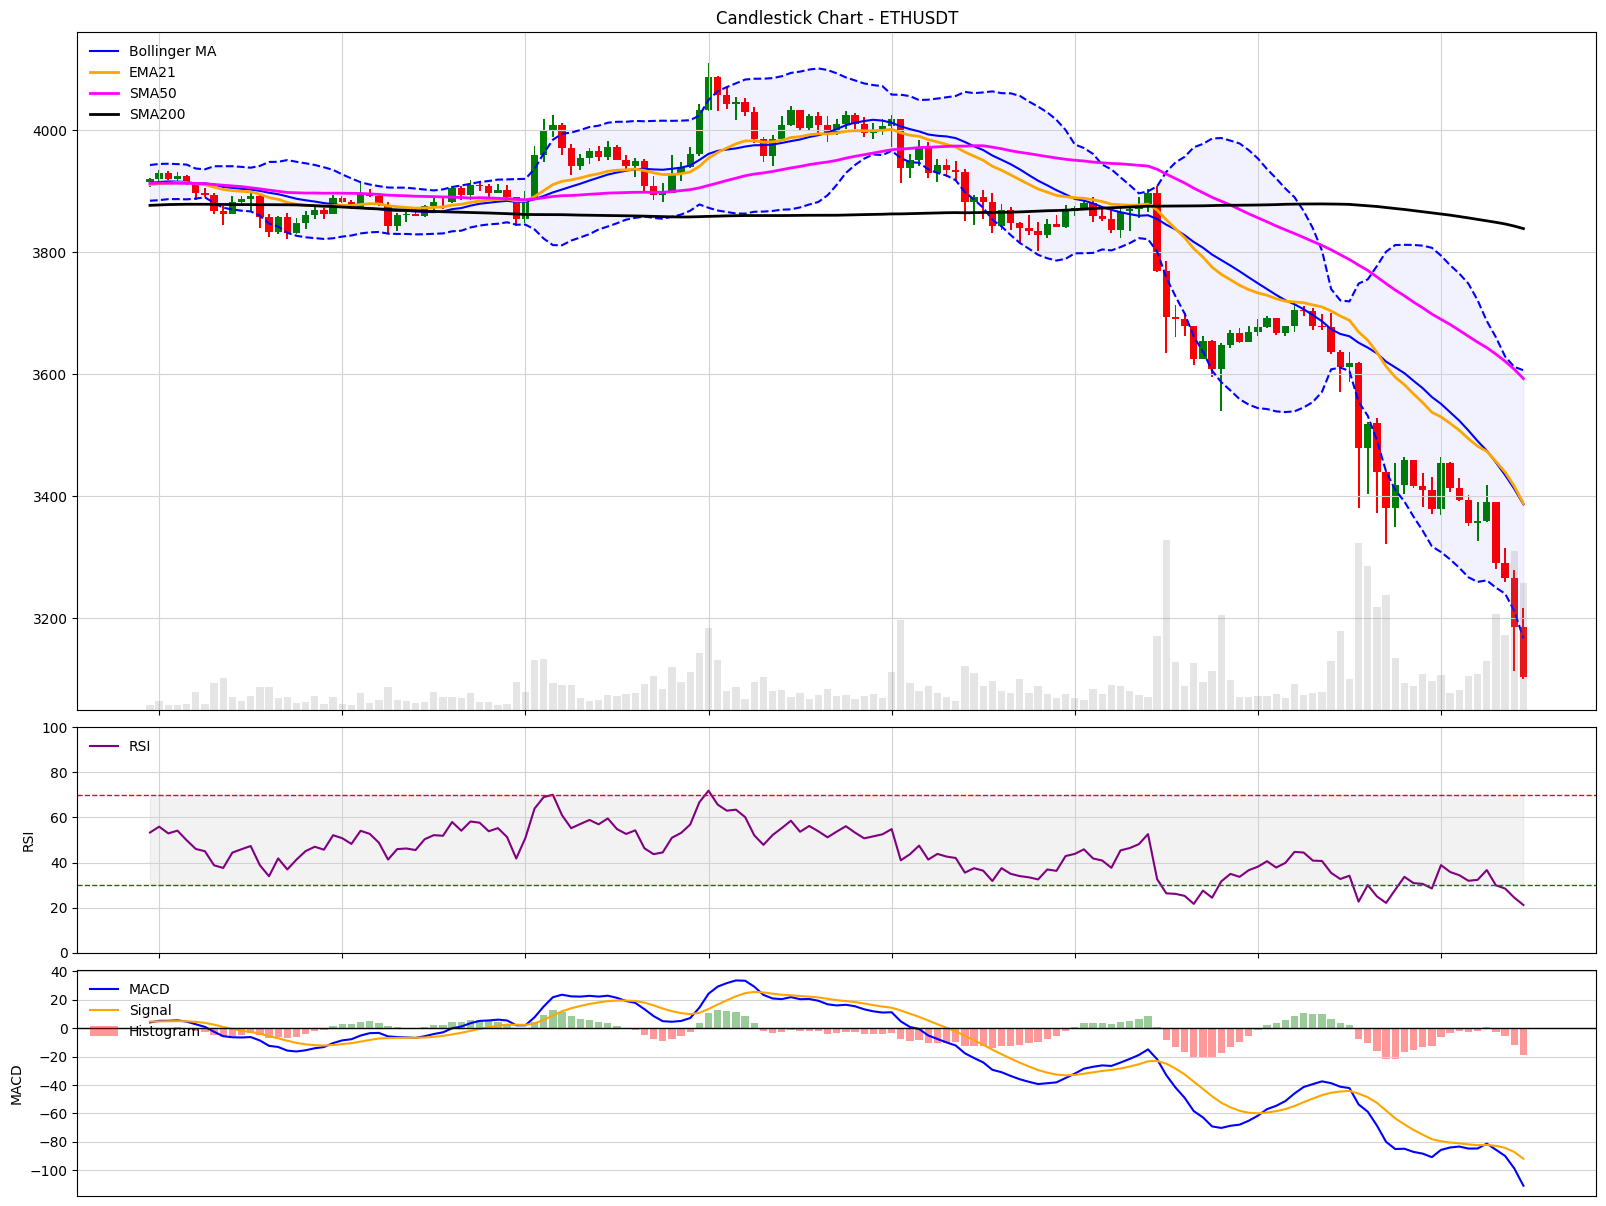 Candlestick Chart - ETHUSDT
Bollinger MA
EMA21
SMA50
SMA200
4000
3800
3600
3400
3200
RSI
RSI
100
80
60
40
20
0
MACD
Signal
Histogram
MACD
40
20
0
−20
−40
−60
−80
−100